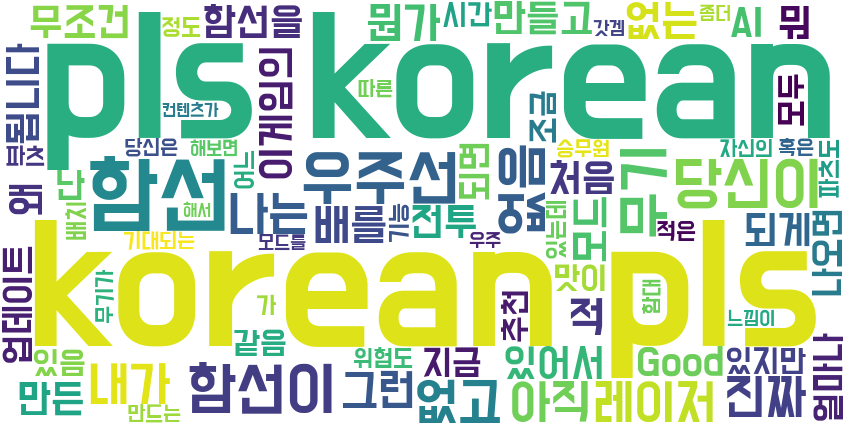 무조건 정도 함선을 뭔가 시간 만들고 갓겜 없는 좀더 AI 뭐
pls korean
됩니다 컨텐츠가 이게임의 따른 모두
파츠 당신은 해보면 어느 조금 승무원 자신의 혹은 파츠도
왜 난 함선 우주선 되면 없음 처음 무기 당신이
배치 해서 나는 배를 기능 전투 있는데 모드 적은 되게 나오면
기대되는 모드를 우주
korean pls
업데이트 무기가 가 맛이 추천 적 함대 느낌이
있음 같음 위험도 지금 있어서 Good 있지만 얼마나
만든 내가 만드는 함선이 그런 없고 아직 레이저 진짜